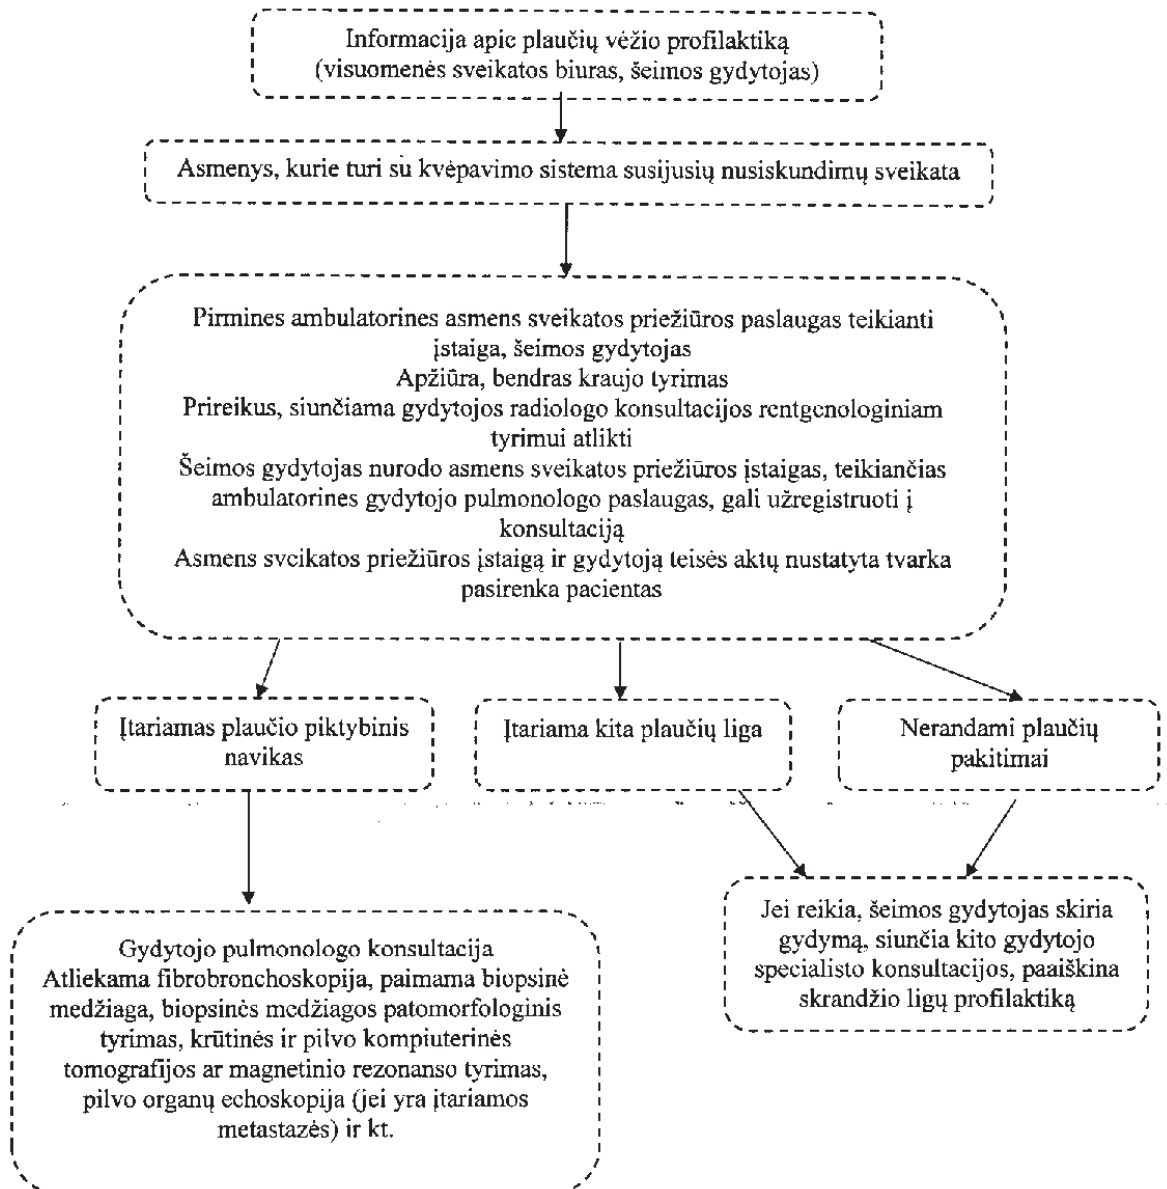 Informacija apie plaučių vėžio profilaktiką
(visuomenės sveikatos biuras, šeimos gydytojas)
Asmenys, kurie turi su kvėpavimo sistema susijusių nusiskundimų sveikata
Pirmines ambulatorines asmens sveikatos priežiūros paslaugas teikianti
įstaiga, šeimos gydytojas
Apžiūra, bendras kraujo tyrimas
Prireikus, siunčiama gydytojos radiologo konsultacijos rentgenologiniam
tyrimui atlikti
Šeimos gydytojas nurodo asmens sveikatos priežiūros įstaigas, teikiančias
ambulatorines gydytojo pulmonologo paslaugas, gali užregistruoti į
konsultaciją
Asmens sveikatos priežiūros įstaigą ir gydytoją teisės aktų nustatyta tvarka
pasirenka pacientas
Įtariamas plaučio piktybinis
navikas
Įtariama kita plaučių liga
Nerandami plaučių
pakitimai
Gydytojo pulmonologo konsultacija
Atliekama fibrobronchoskopija, paimama biopsinė
medžiaga, biopsinės medžiagos patomorfologinis
tyrimas, krūtinės ir pilvo kompiuterinės
tomografijos ar magnetinio rezonanso tyrimas,
pilvo organų echoskopija (jei yra įtariamos
metastazės) ir kt.
Jei reikia, šeimos gydytojas skiria
gydymą, siunčia kito gydytojo
specialisto konsultacijos, paaiškina
skrandžio ligų profilaktiką